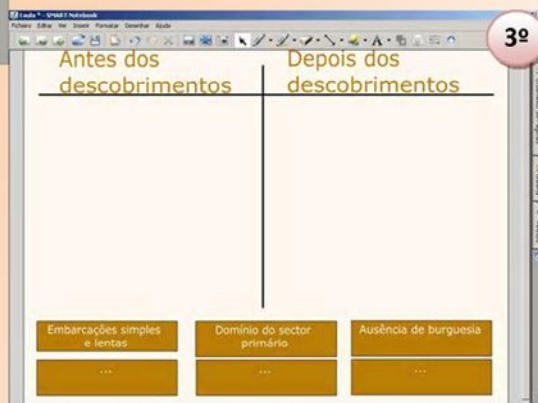 SMART Notebook
3º
Antes dos
descobrimentos
Depois dos
descobrimentos
Embarcações simples
e lentas
Domínio do sector
primário
Ausência de burguesia
...
...
...